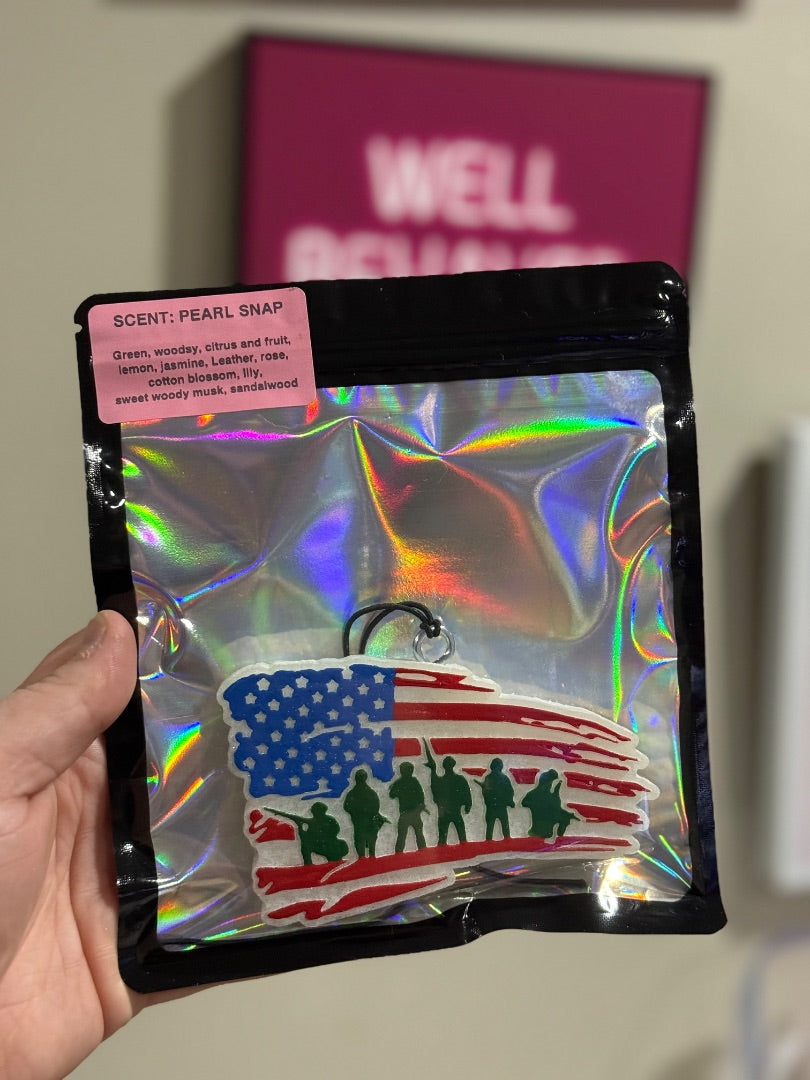 WELL
SCENT: PEARL SNAP
Green, woodsy, citrus and fruit,
lemon, jasmine, Leather, rose,
cotton blossom, lily,
sweet woody musk, sandalwood